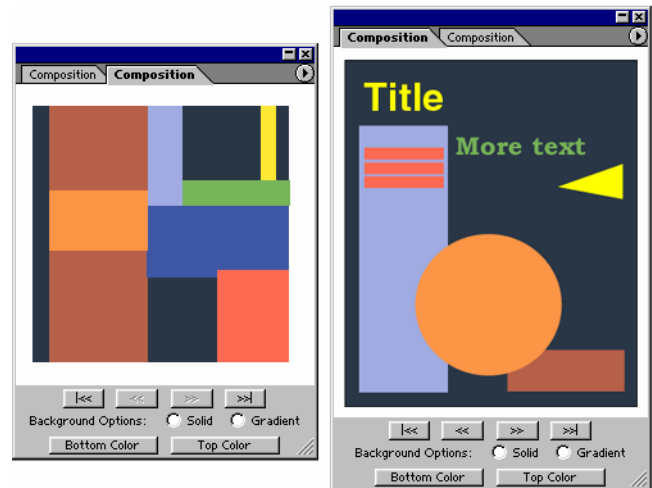 Composition Composition
|<< << >> >>|
Background Options: Solid Gradient
Bottom Color Top Color
Composition Composition
Title
More text
|<< << >> >>|
Background Options: Solid Gradient
Bottom Color Top Color